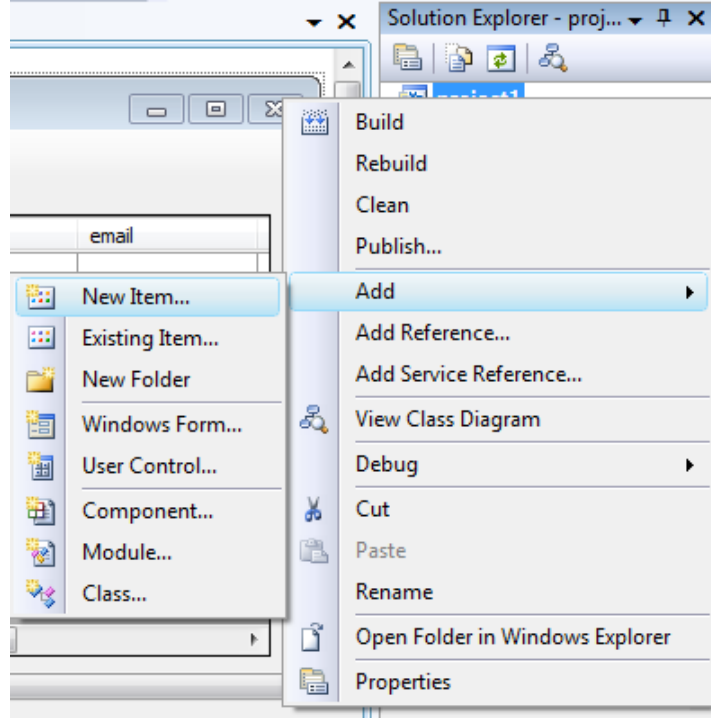 Solution Explorer - proj...
project1
Build
Rebuild
Clean
Publish...
email
Add
New Item...
Add Reference...
Existing Item...
Add Service Reference...
New Folder
View Class Diagram
Windows Form...
Debug
User Control...
Cut
Component...
Paste
Module...
Rename
Class...
Open Folder in Windows Explorer
Properties